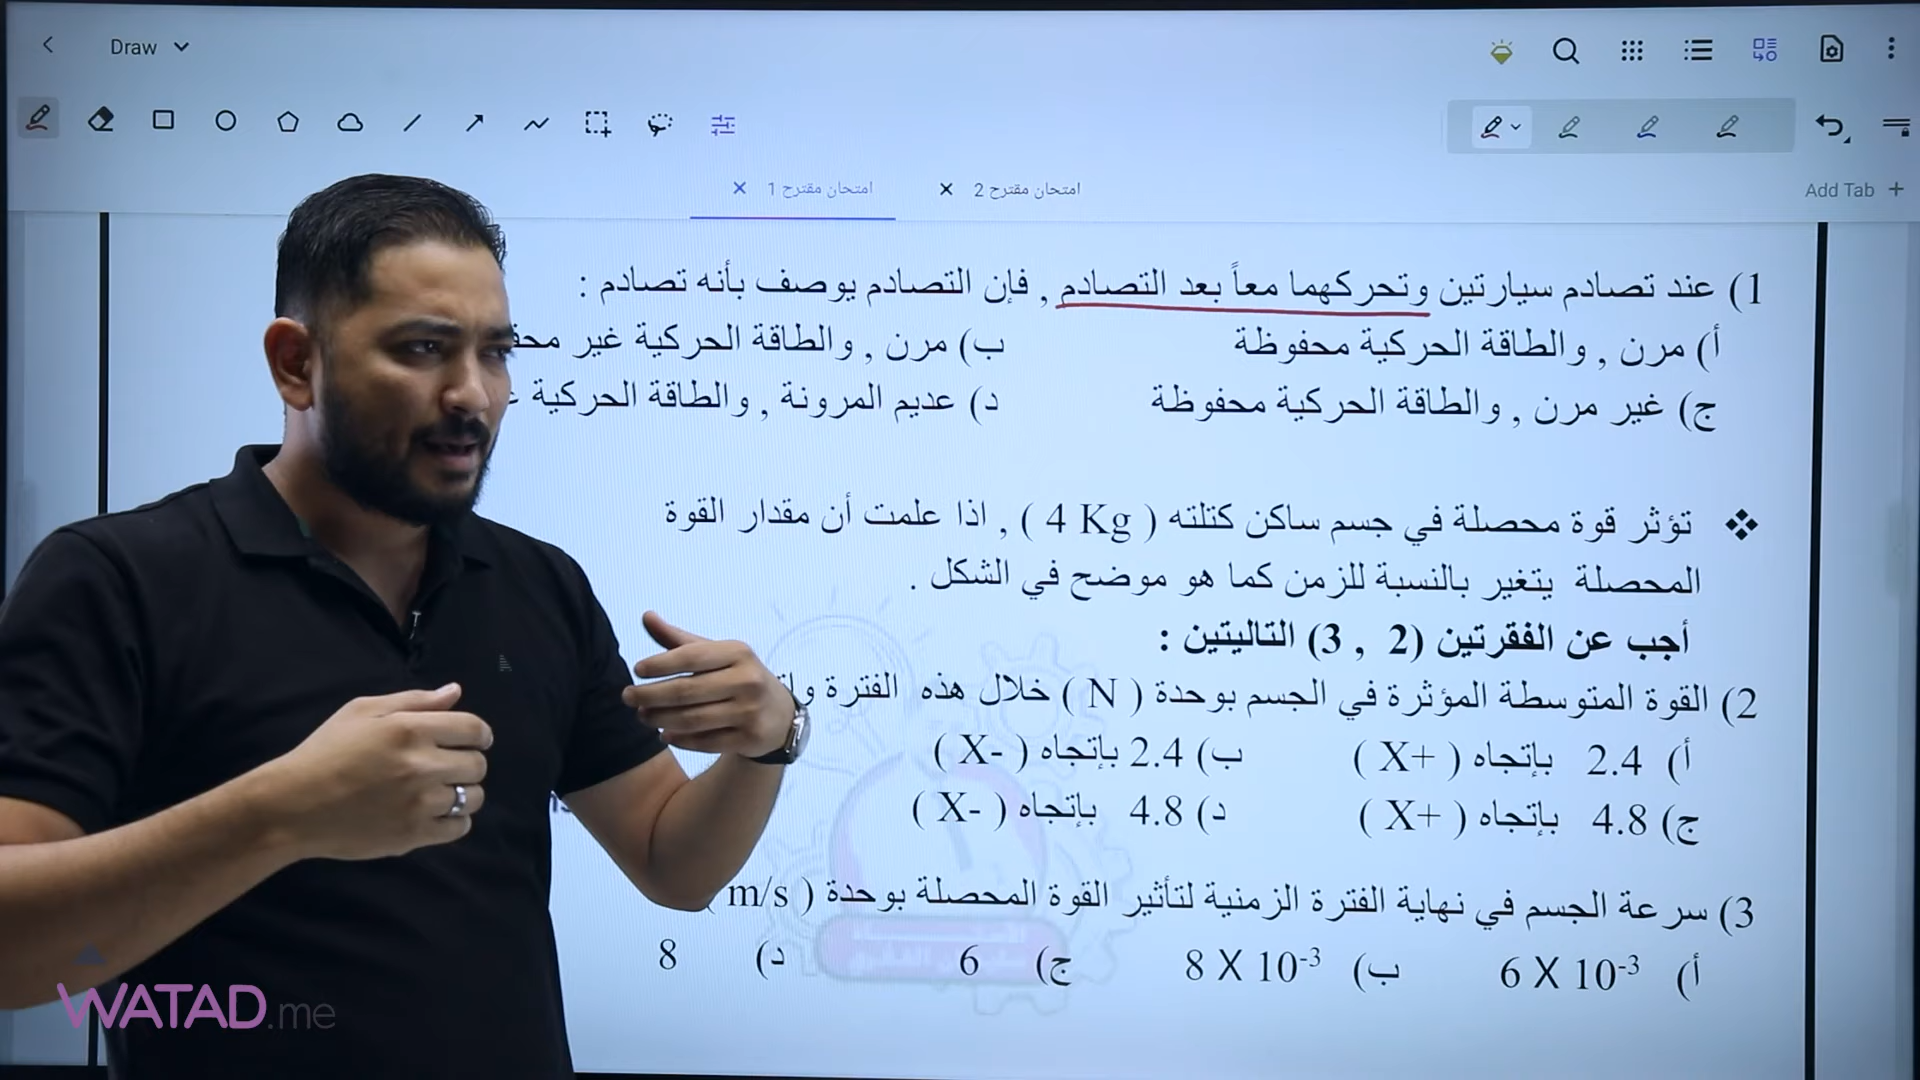 Draw
امتحان مقترح 1
امتحان مقترح 2
Add Tab +
1) عند تصادم سيارتين وتحركهما معاً بعد التصادم , فإن التصادم يوصف بأنه تصادم :
أ) مرن , والطاقة الحركية محفوظة ب) مرن , والطاقة الحركية غير
ج) غير مرن , والطاقة الحركية محفوظة د) عديم المرونة , والطاقة الحركية
❖ تؤثر قوة محصلة في جسم ساكن كتلته ( 4 Kg ) , اذا علمت أن مقدار القوة
المحصلة يتغير بالنسبة للزمن كما هو موضح في الشكل .
أجب عن الفقرتين (2 , 3) التاليتين :
2) القوة المتوسطة المؤثرة في الجسم بوحدة ( N ) خلال هذه الفترة
أ) 2.4 بإتجاه ( X+ ) ب) 2.4 بإتجاه ( X- )
ج) 4.8 بإتجاه ( X+ ) د) 4.8 بإتجاه ( X- )
3) سرعة الجسم في نهاية الفترة الزمنية لتأثير القوة المحصلة بوحدة ( m/s )
أ) 6 X 10-3 ب) 8 X 10-3 ج) 6 د) 8
WATAD.me